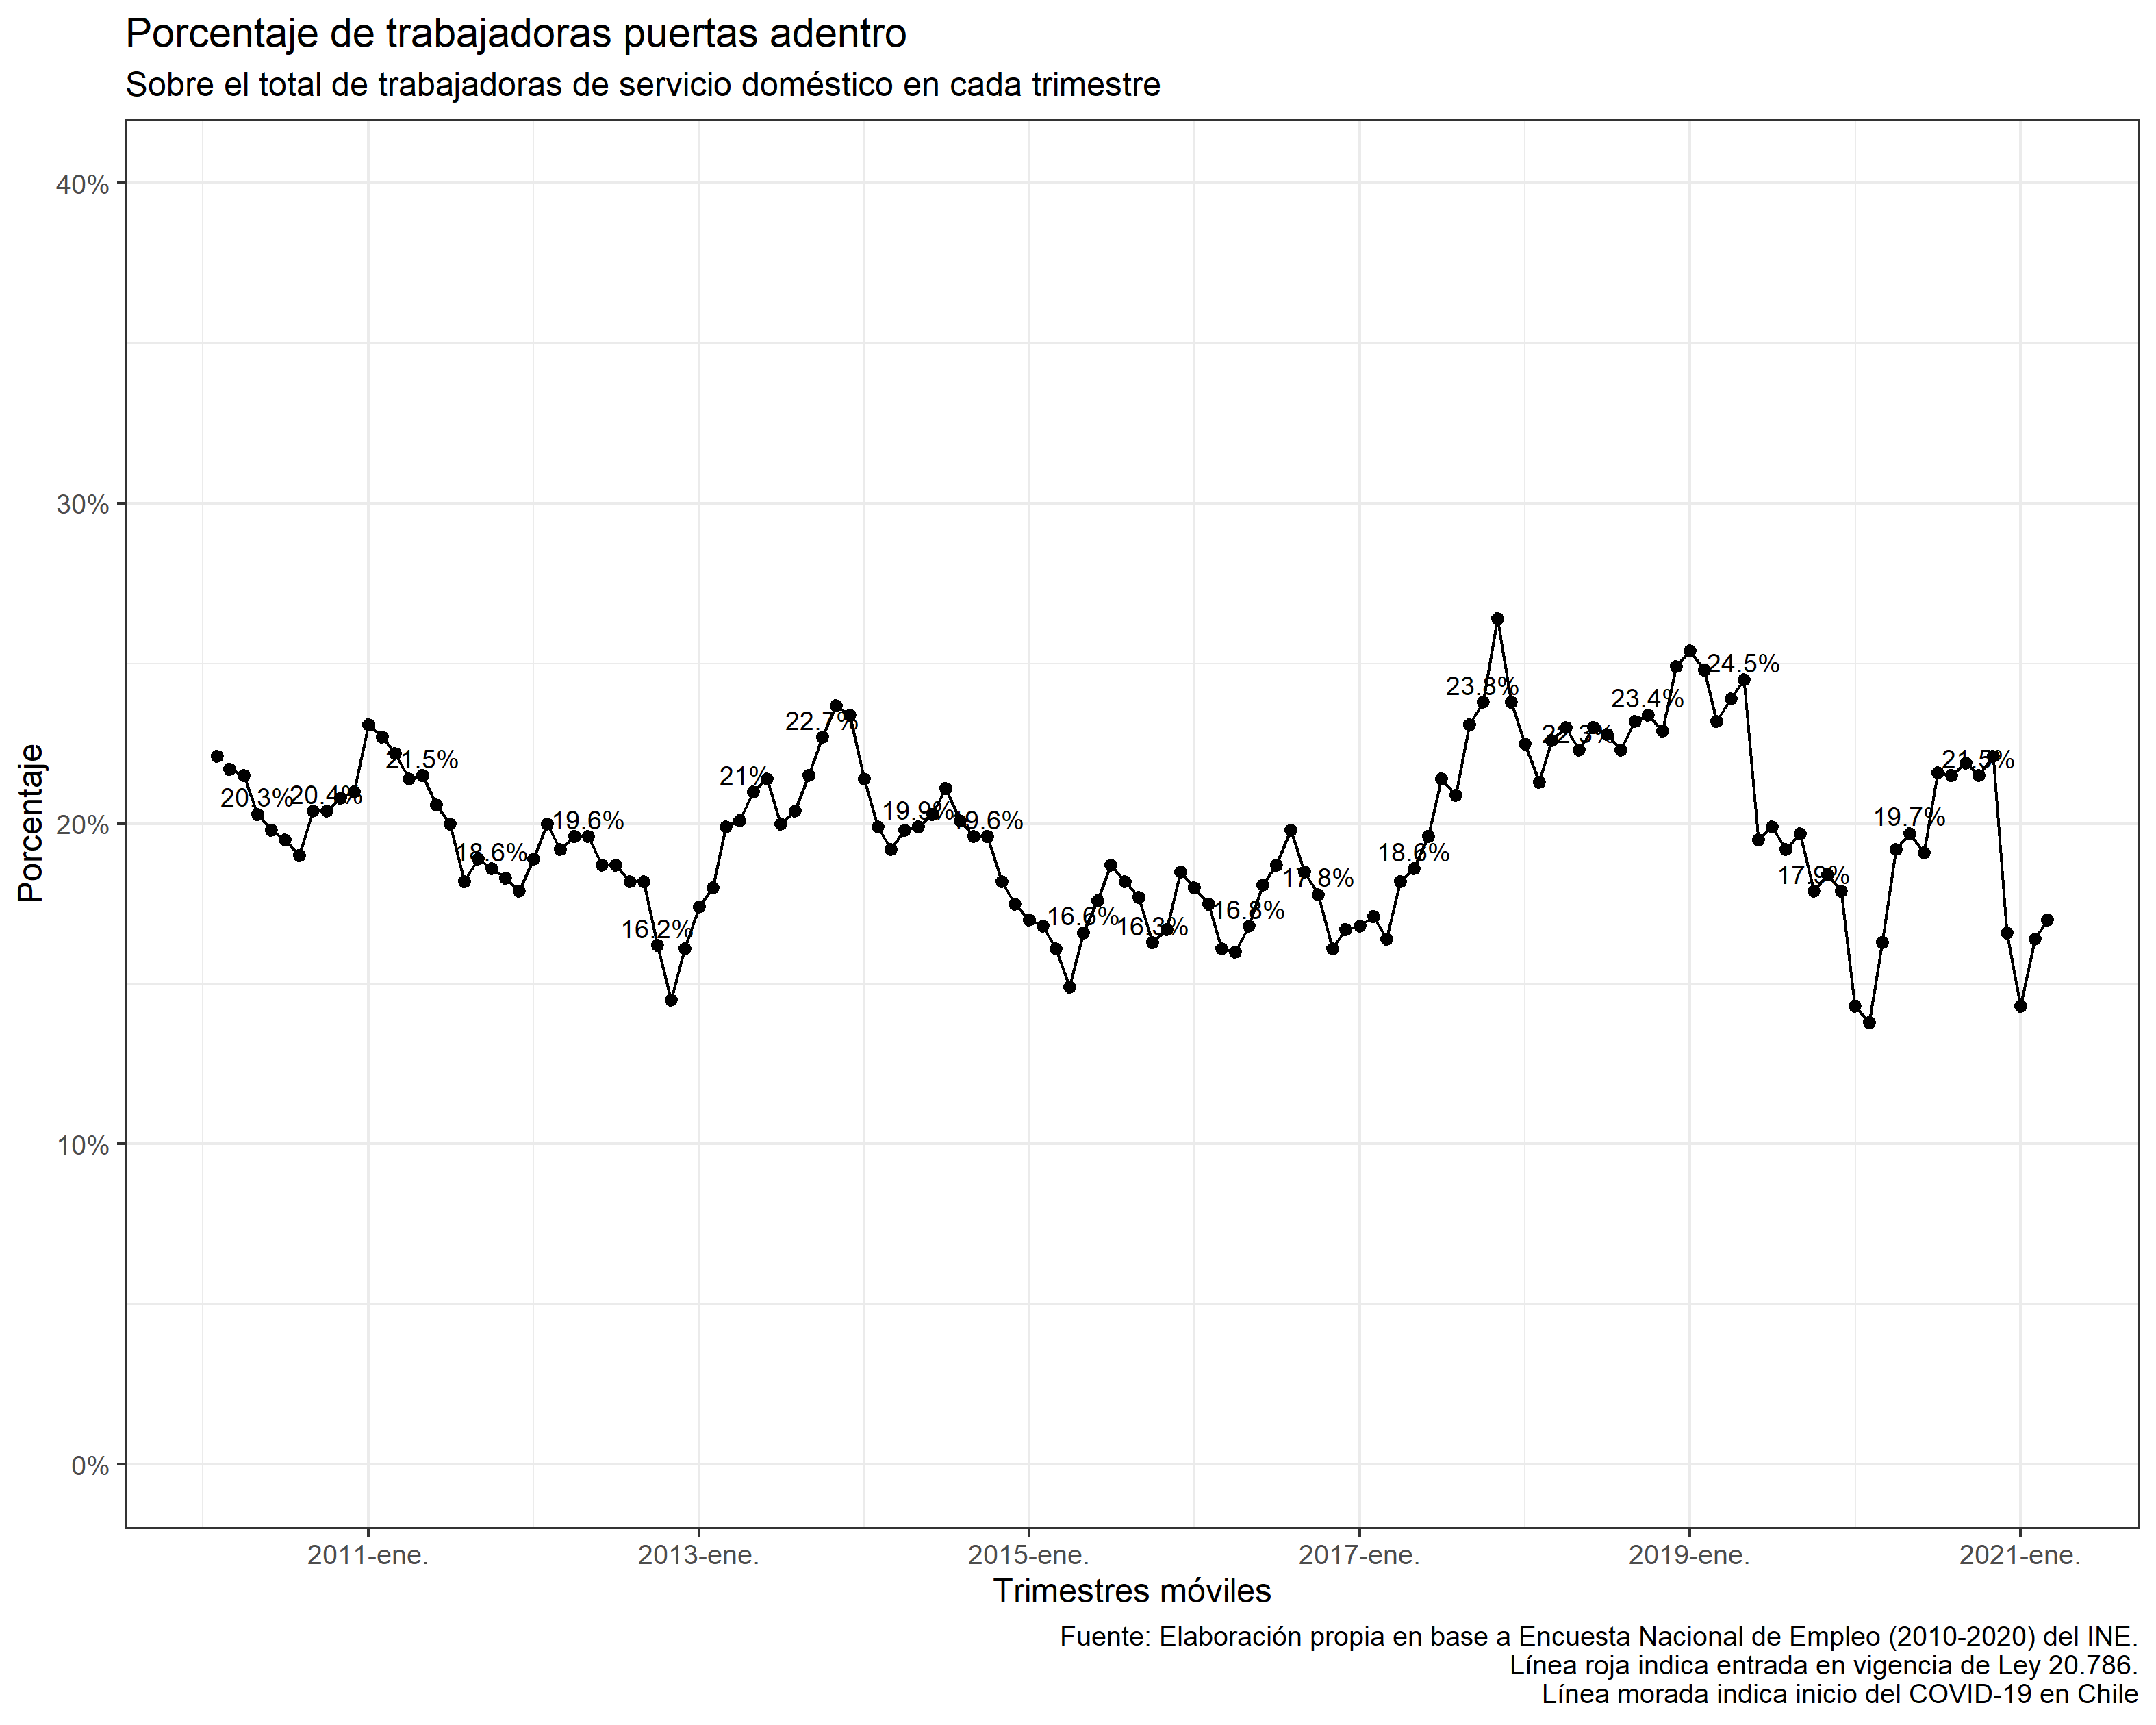 Porcentaje de trabajadoras puertas adentro
Sobre el total de trabajadoras de servicio doméstico en cada trimestre
Porcentaje
40%
30%
20%
10%
0%
20.3%
20.4%
21.5%
18.6%
19.6%
16.2%
21%
22.7%
19.9%
19.6%
16.6%
16.3%
16.8%
17.8%
18.6%
23.8%
22.3%
23.4%
24.5%
17.9%
19.7%
21.5%
2011-ene.
2013-ene.
2015-ene.
2017-ene.
2019-ene.
2021-ene.
Trimestres móviles
Fuente: Elaboración propia en base a Encuesta Nacional de Empleo (2010-2020) del INE.
Línea roja indica entrada en vigencia de Ley 20.786.
Línea morada indica inicio del COVID-19 en Chile